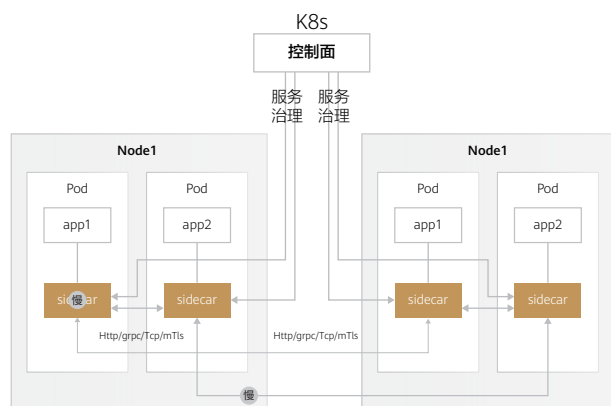 K8s
控制面
服务 服务
治理 治理
Node1 Node1
Pod Pod Pod Pod
app1 app2 app1 app2
sidecar sidecar sidecar sidecar
慢
Http/grpc/Tcp/mTls Http/grpc/Tcp/mTls
慢